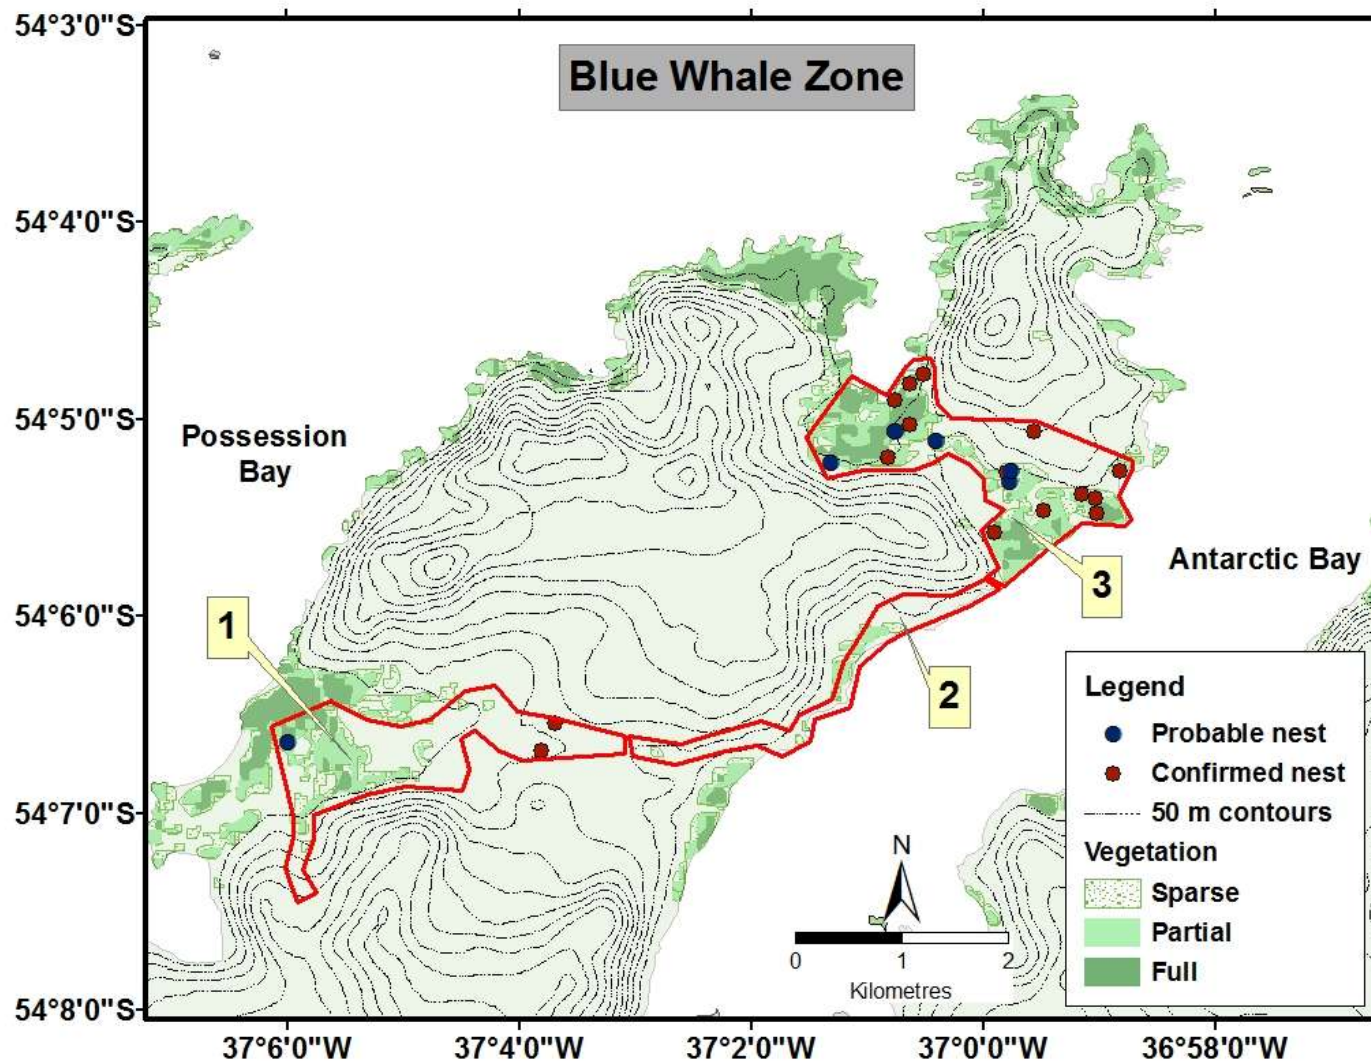 Blue Whale Zone
54°3'0"S
54°4'0"S
54°5'0"S
54°6'0"S
54°7'0"S
54°8'0"S
Possession
Bay
Antarctic Bay
1
2
3
N
0 1 2
Kilometres
Legend
Probable nest
Confirmed nest
50 m contours
Vegetation
Sparse
Partial
Full
37°6'0"W 37°4'0"W 37°2'0"W 37°0'0"W 36°58'0"W